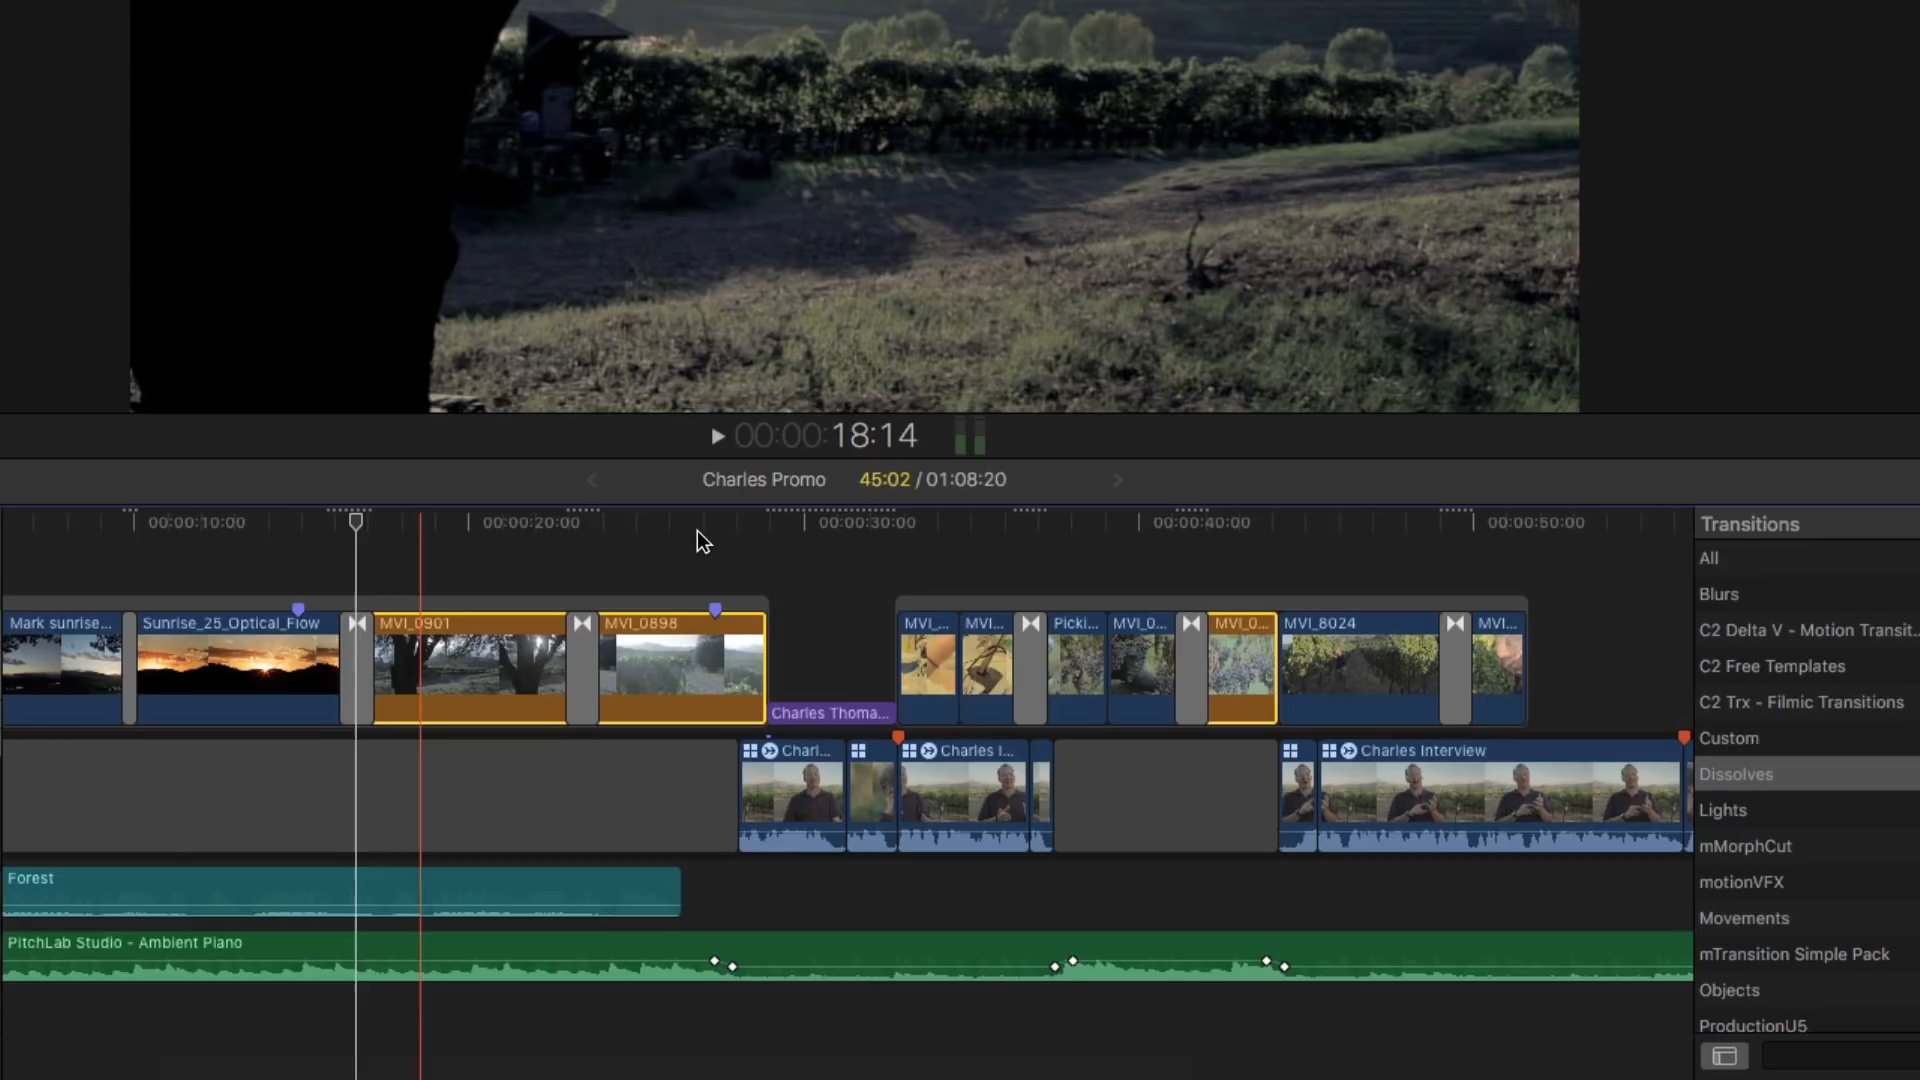 00:00:18:14
Charles Promo 45:02 / 01:08:20
00:00:10:00 00:00:20:00 00:00:30:00 00:00:40:00 00:00:50:00
Mark sunrise... Sunrise_25_Optical_Flow MVI_0901 MVI_0898 MVI_... MVI... Picki... MVI_0... MVI_0... MVI_8024 MVI...
Charles Thoma...
Charl... Charles I... Charles Interview
Forest
PitchLab Studio - Ambient Piano
Transitions
All
Blurs
C2 Delta V - Motion Transit...
C2 Free Templates
C2 Trx - Filmic Transitions
Custom
Dissolves
Lights
mMorphCut
motionVFX
Movements
mTransition Simple Pack
Objects
ProductionU5